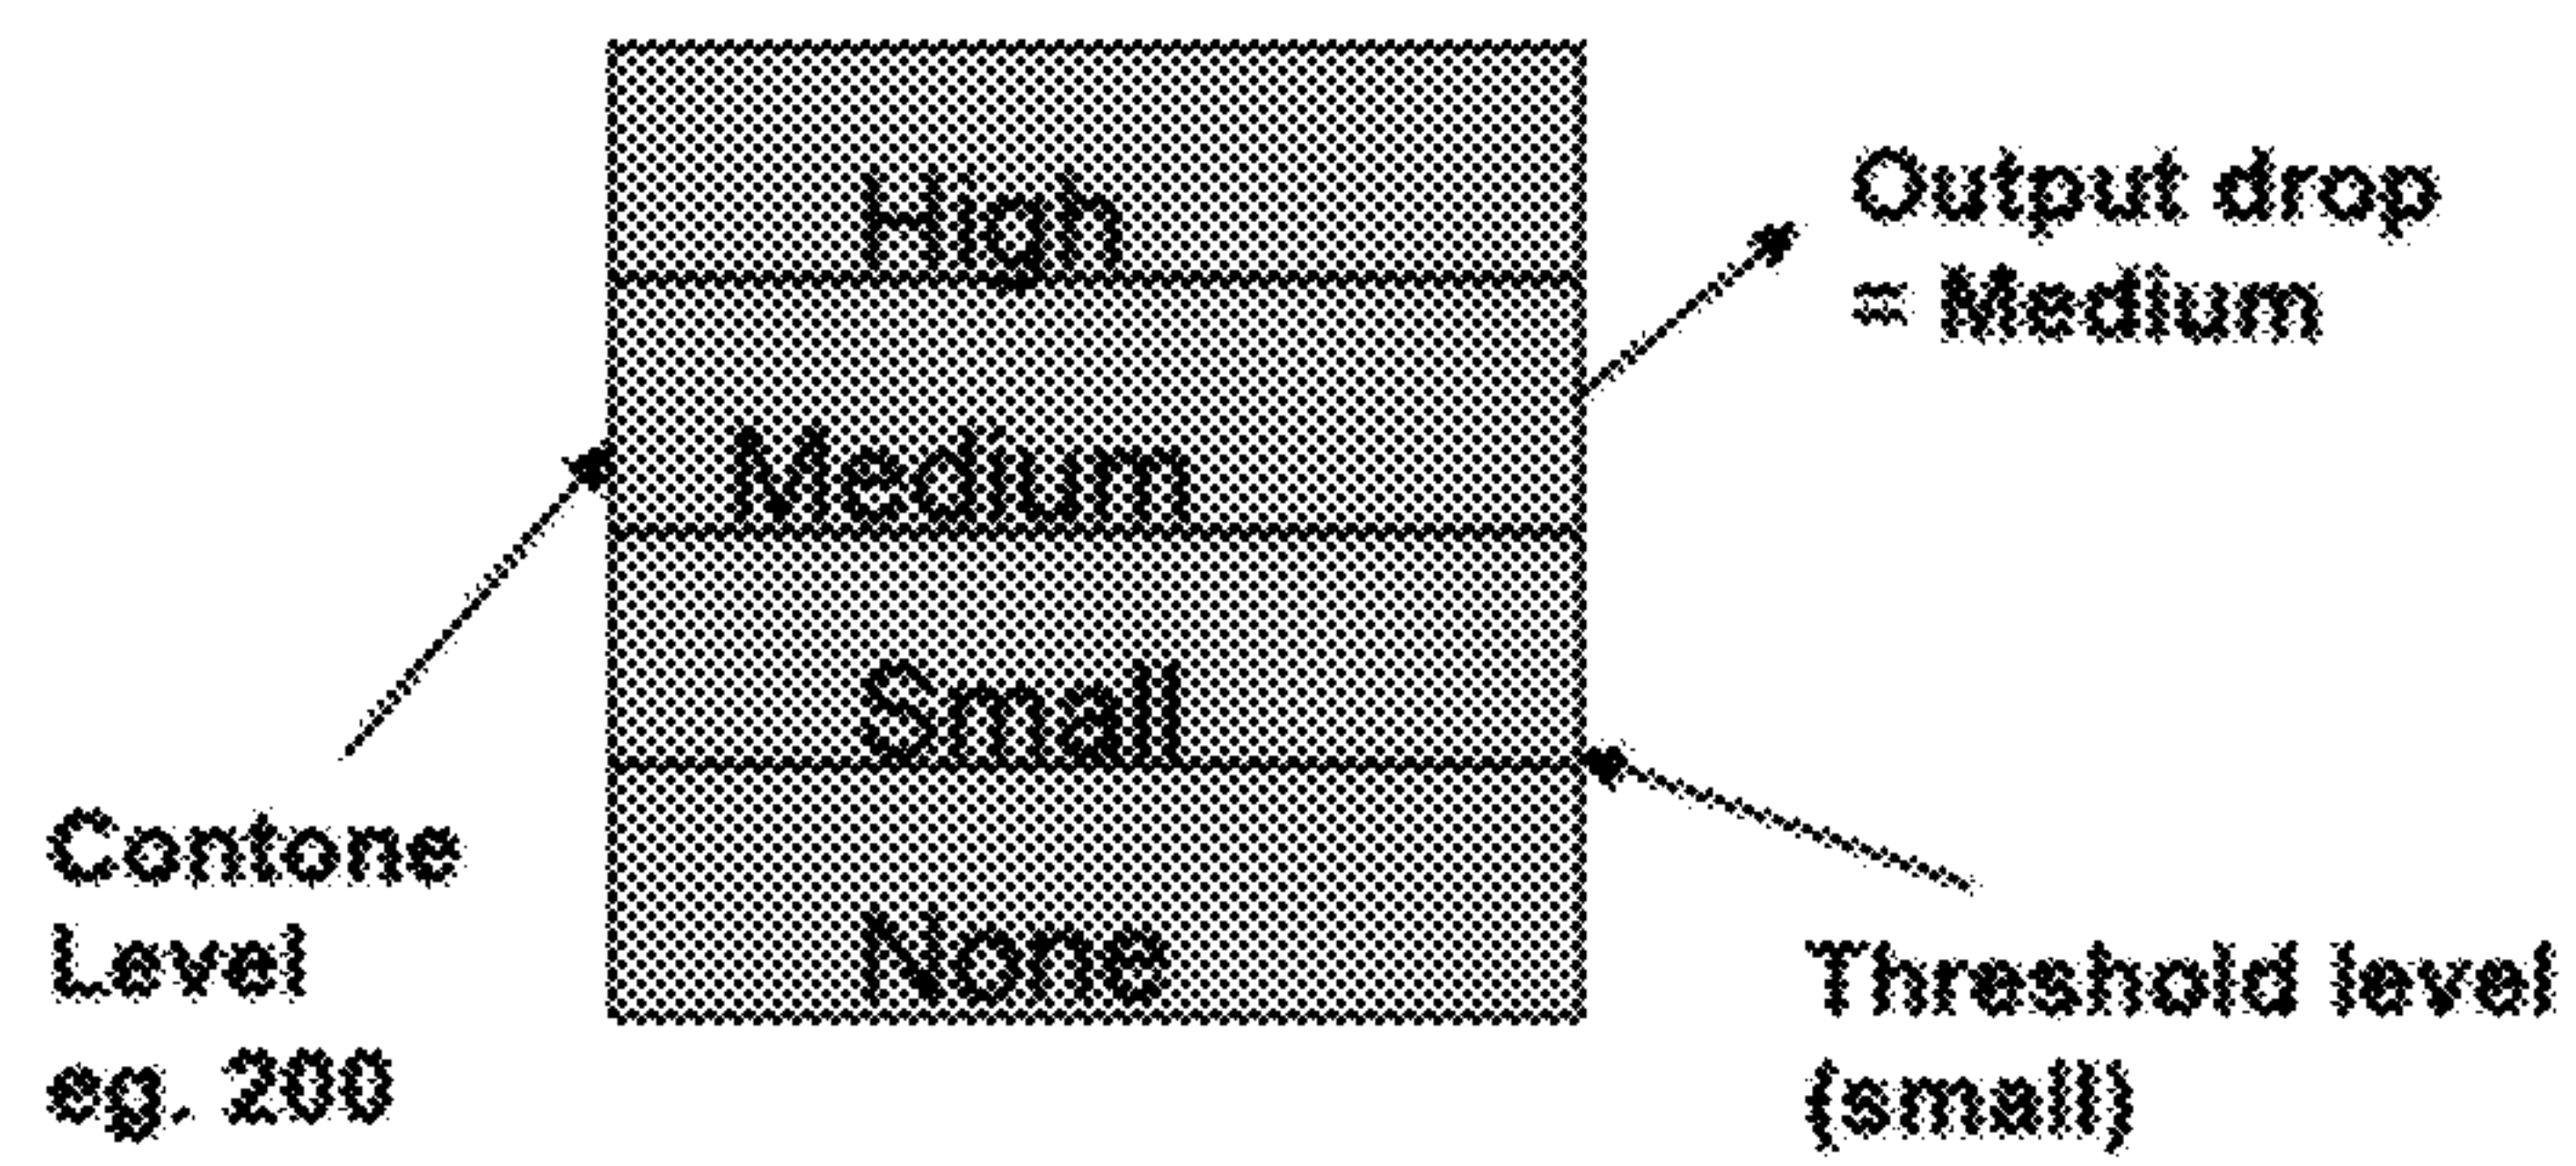 High
Medium
Small
None
Output drop
= Medium
Contone
Level
eg. 200
Threshold level
(small)